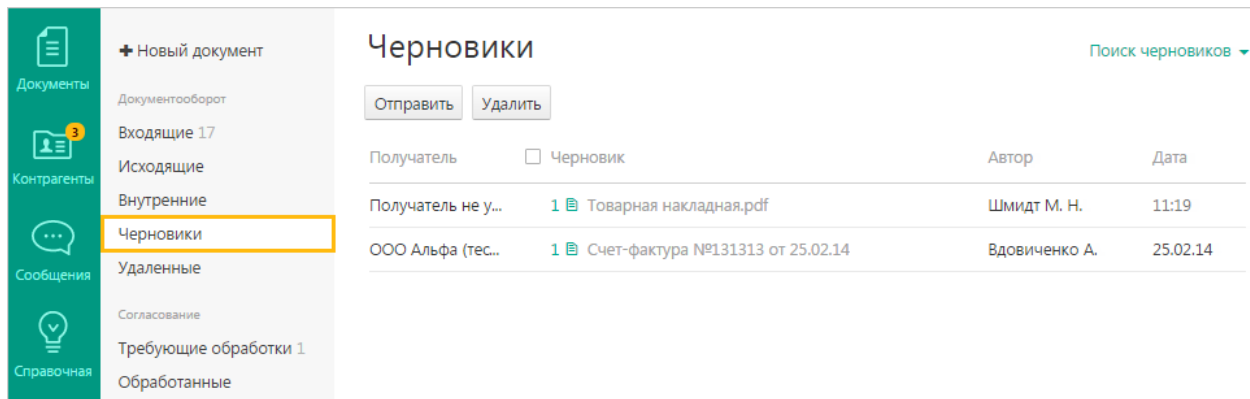 Документы
3
Контрагенты
Сообщения
Справочная
+ Новый документ
Документооборот
Входящие 17
Исходящие
Внутренние
Черновики
Удаленные
Согласование
Требующие обработки 1
Обработанные
Черновики
Поиск черновиков
Отправить Удалить
Получатель Черновик Автор Дата
Получатель не у... 1 Товарная накладная.pdf Шмидт М. Н. 11:19
ООО Альфа (тес... 1 Счет-фактура №131313 от 25.02.14 Вдовиченко А. 25.02.14